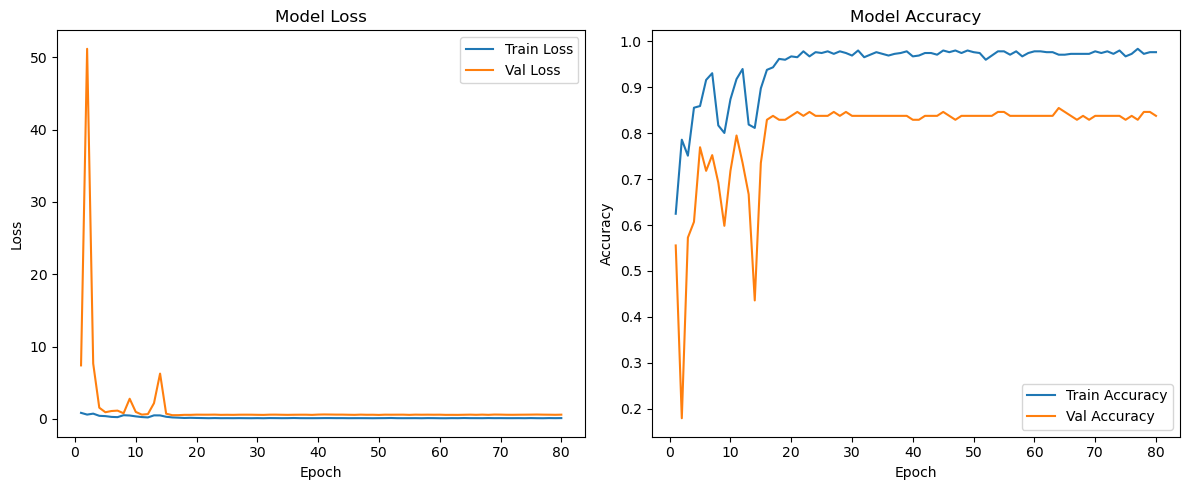 Model Loss
Train Loss
Val Loss
50
40
30
20
10
0
Loss
0 10 20 30 40 50 60 70 80
Epoch
Model Accuracy
1.0
0.9
0.8
0.7
0.6
0.5
0.4
0.3
0.2
Accuracy
Train Accuracy
Val Accuracy
0 10 20 30 40 50 60 70 80
Epoch